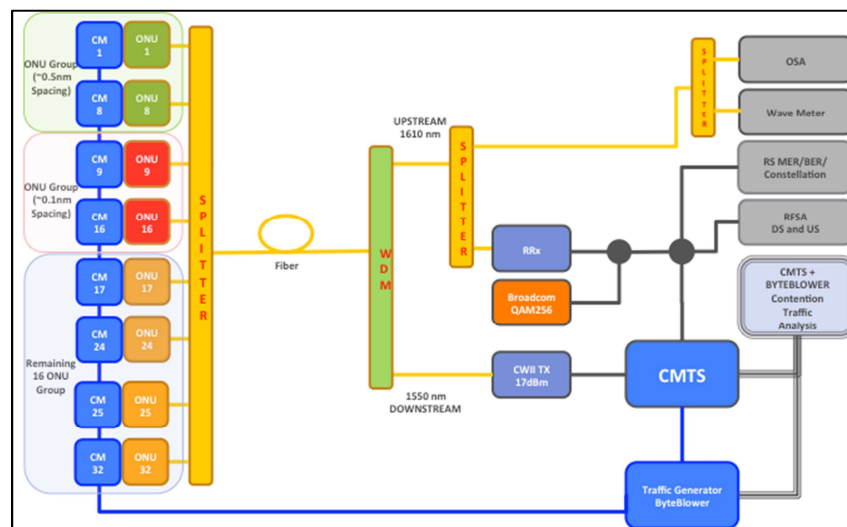 ONU Group
(~0.5nm
Spacing)
CM
1
ONU
1
CM
8
ONU
8
ONU Group
(~0.1nm
Spacing)
CM
9
ONU
9
CM
16
ONU
16
Remaining
16 ONU
Group
CM
17
ONU
17
CM
24
ONU
24
CM
25
ONU
25
CM
32
ONU
32
SPLITTER
Fiber
WDM
UPSTREAM
1610 nm
1550 nm
DOWNSTREAM
SPLITTER
SPLITTER
RRx
Broadcom
QAM256
CWII TX
17dBm
OSA
Wave Meter
RS MER/BER/
Constellation
RFSA
DS and US
CMTS +
BYTEBLOWER
Contention
Traffic
Analysis
CMTS
Traffic Generator
ByteBlower